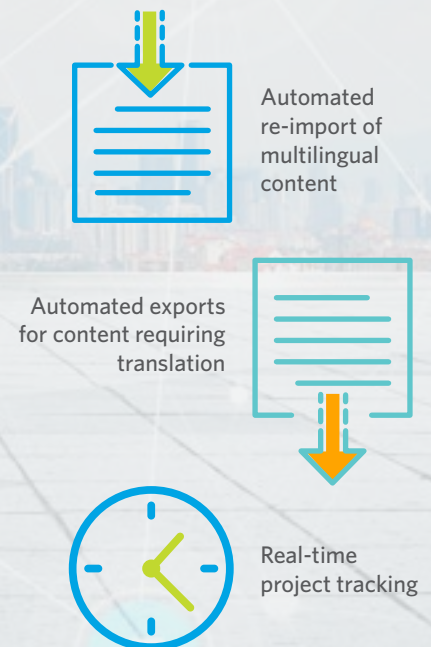 Automated
re-import of
multilingual
content
Automated exports
for content requiring
translation
Real-time
project tracking